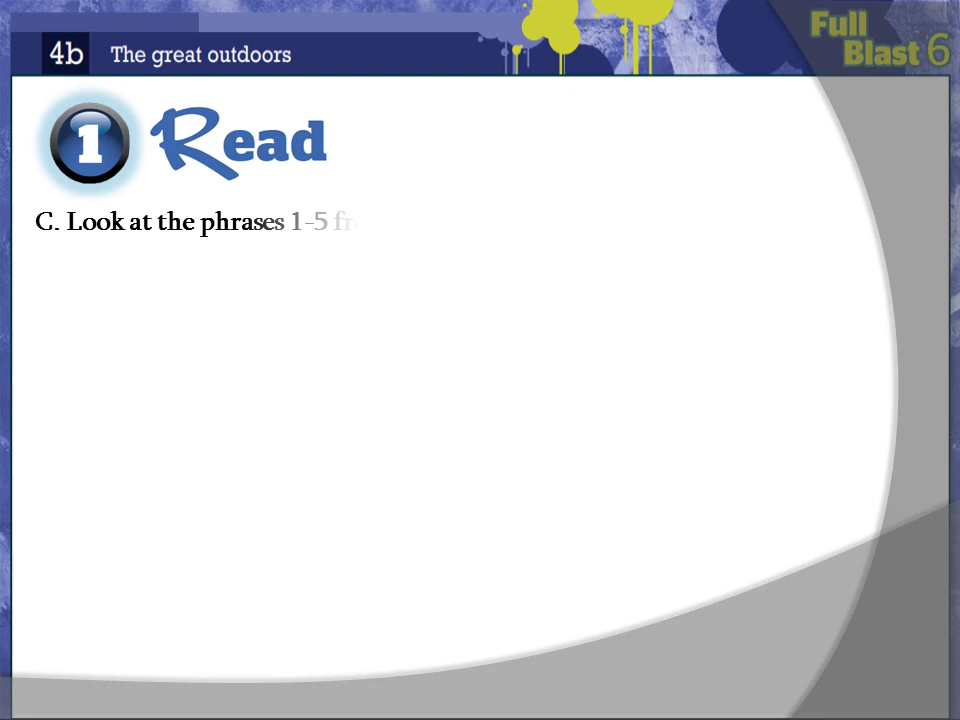 Full
Blast 6
4b The great outdoors
1 Read
C. Look at the phrases 1-5